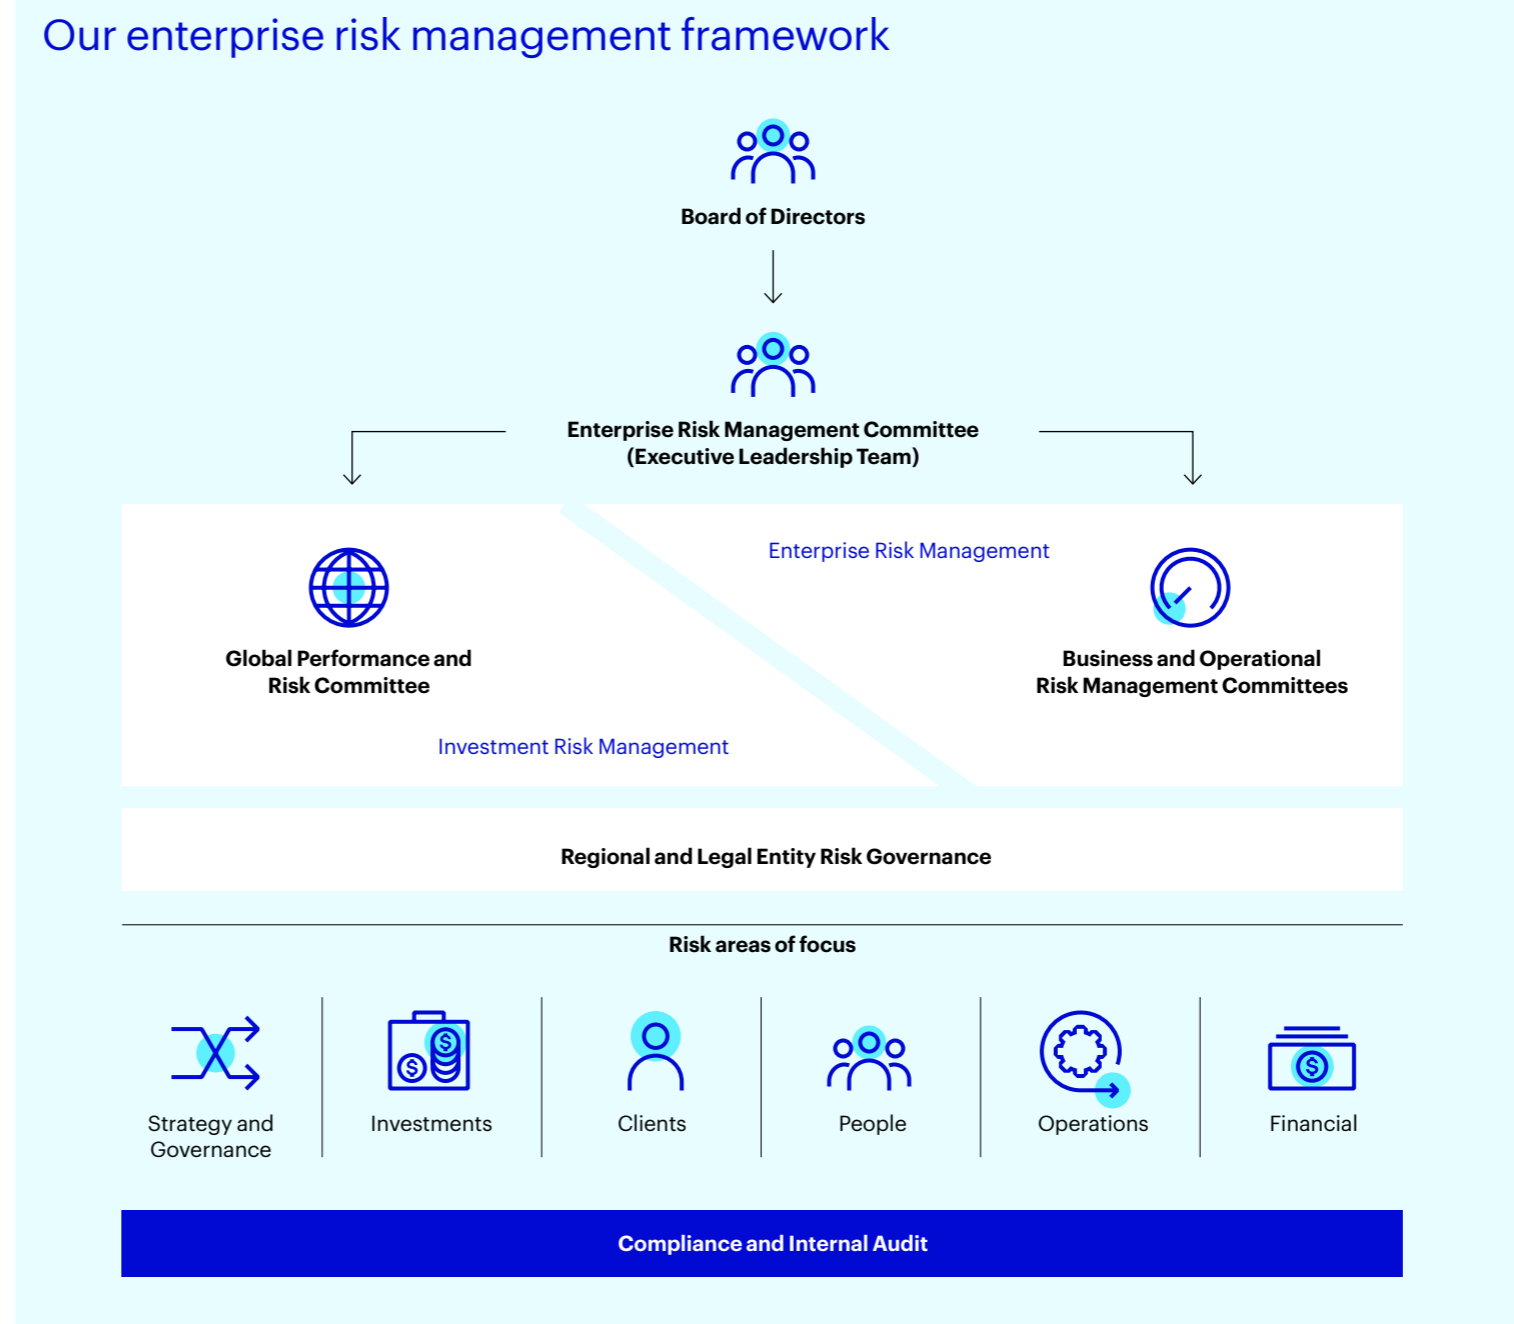 Our enterprise risk management framework
Board of Directors
Enterprise Risk Management Committee
(Executive Leadership Team)
Enterprise Risk Management
Global Performance and
Risk Committee
Business and Operational
Risk Management Committees
Investment Risk Management
Regional and Legal Entity Risk Governance
Risk areas of focus
$
$
$
Strategy and
Governance
Investments
Clients
People
Operations
Financial
Compliance and Internal Audit